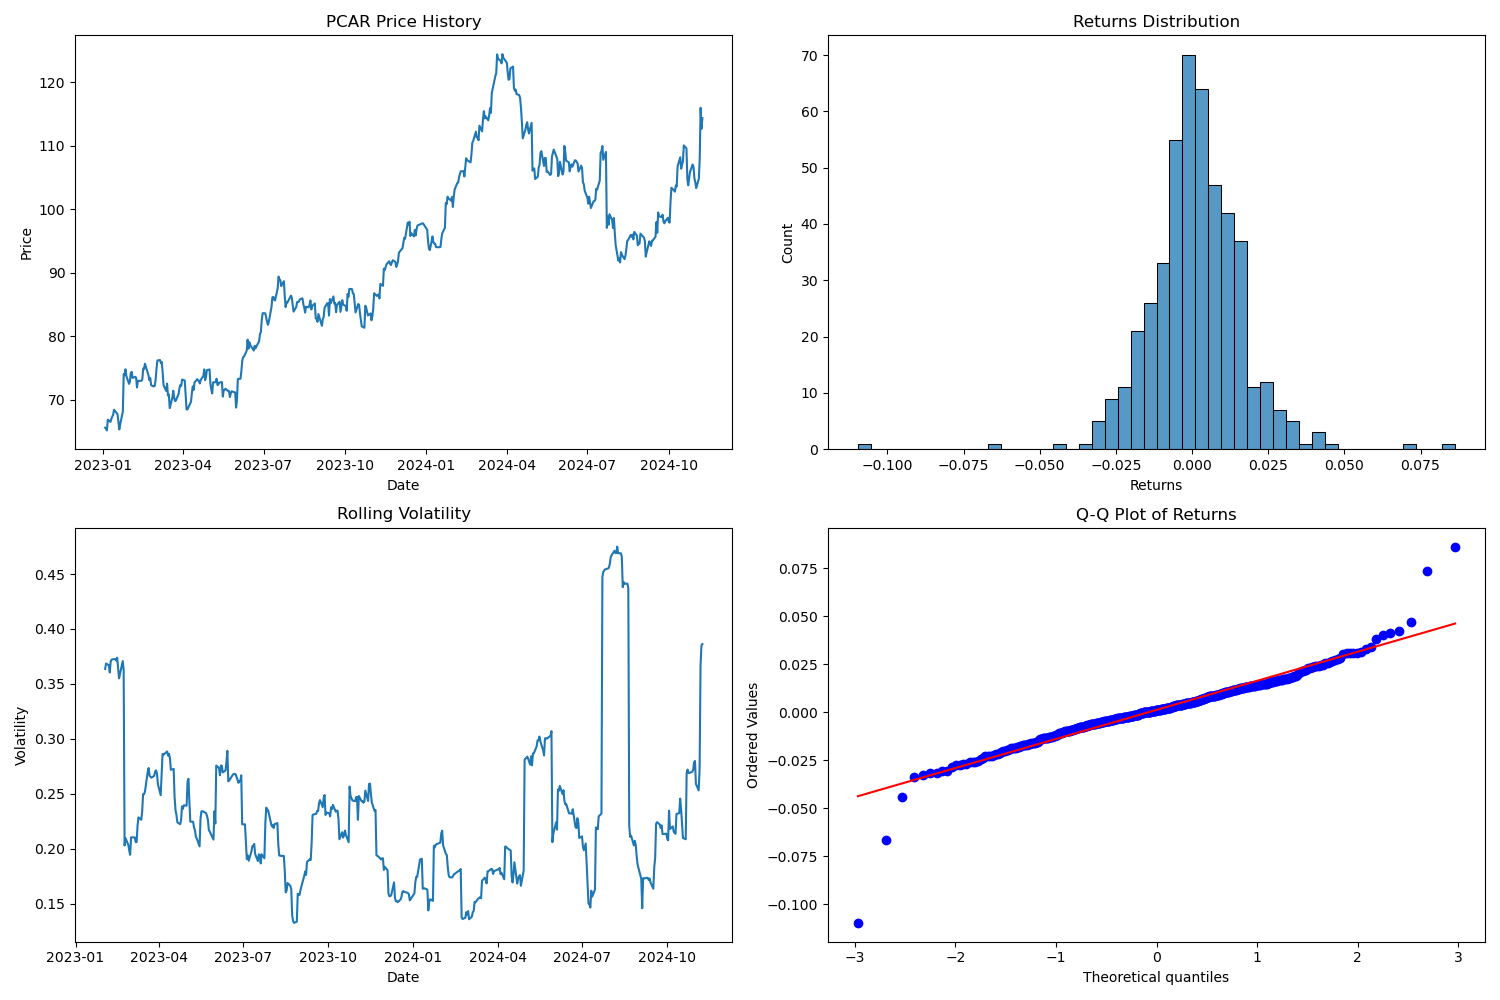 PCAR Price History
Price
120
110
100
90
80
70
2023-01 2023-04 2023-07 2023-10 2024-01 2024-04 2024-07 2024-10
Date
Returns Distribution
Count
70
60
50
40
30
20
10
0
−0.100 −0.075 −0.050 −0.025 0.000 0.025 0.050 0.075
Returns
Rolling Volatility
Volatility
0.45
0.40
0.35
0.30
0.25
0.20
0.15
2023-01 2023-04 2023-07 2023-10 2024-01 2024-04 2024-07 2024-10
Date
Q-Q Plot of Returns
Ordered Values
0.075
0.050
0.025
0.000
−0.025
−0.050
−0.075
−0.100
−3 −2 −1 0 1 2 3
Theoretical quantiles